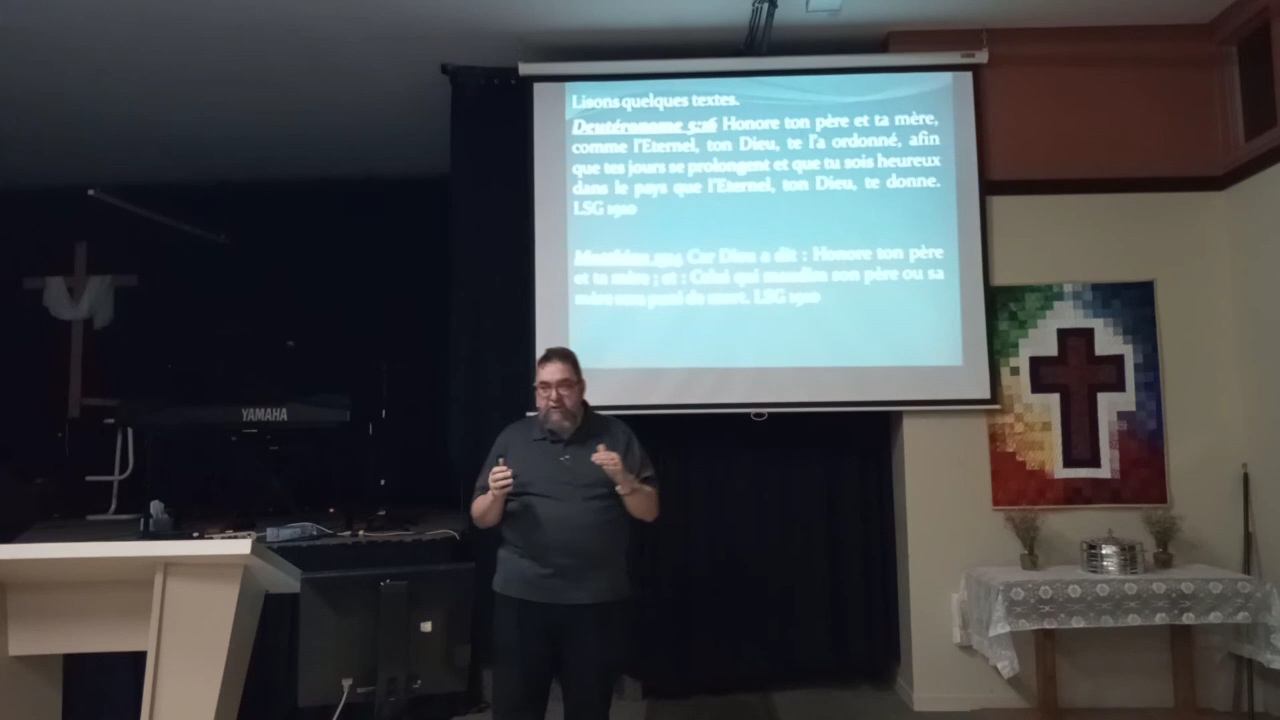 Lisons quelques textes.
Deutéronome 5:16 Honore ton père et ta mère,
comme l'Eternel, ton Dieu, te l'a ordonné, afin
que tes jours se prolongent et que tu sois heureux
dans le pays que l'Eternel, ton Dieu, te donne.
LSG 1910
Matthieu 15:4 Car Dieu a dit : Honore ton père
et ta mère ; et : Celui qui maudira son père ou sa
mère sera puni de mort. LSG 1910
YAMAHA